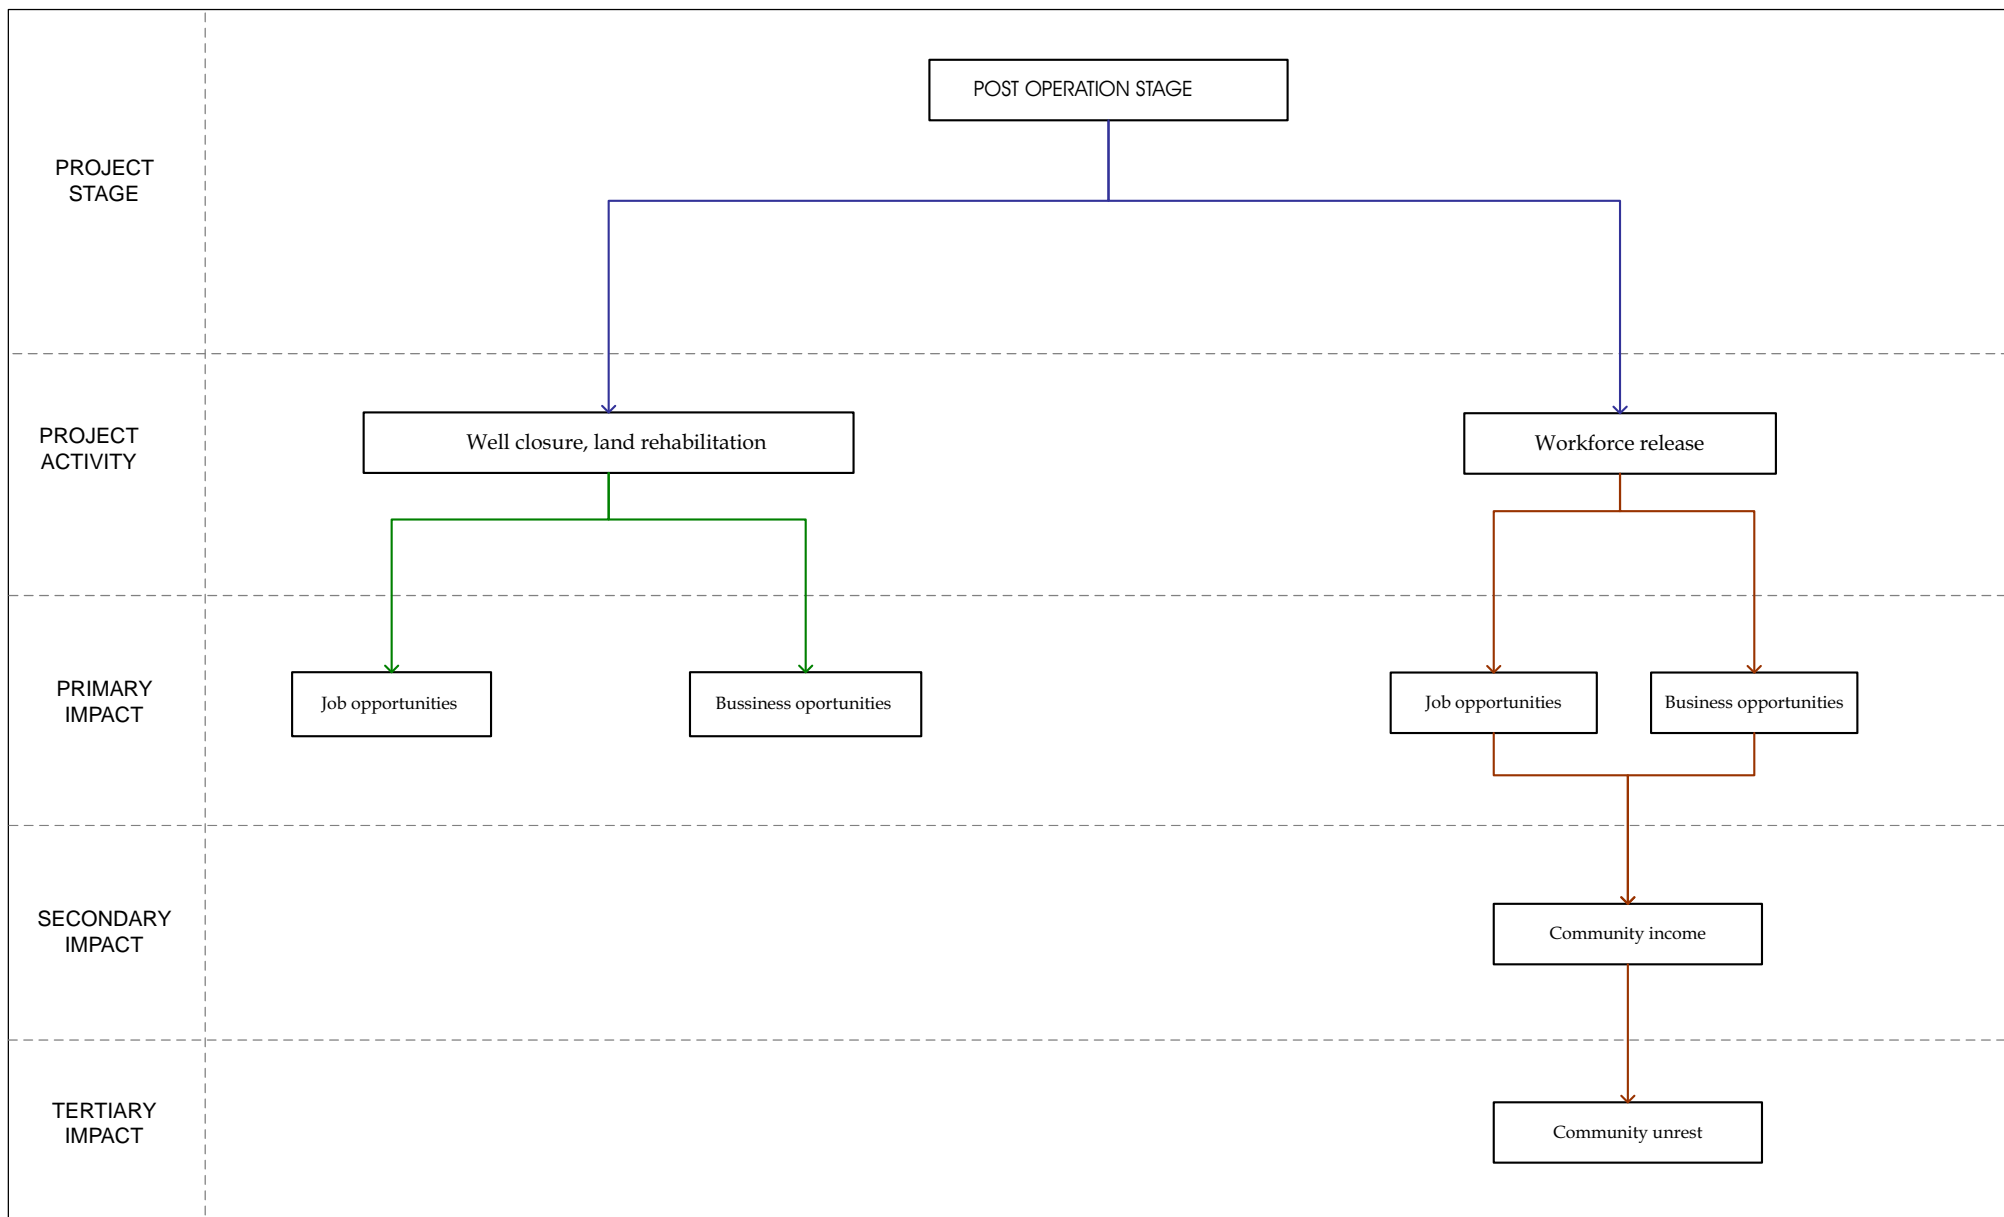 POST OPERATION STAGE
PROJECT
STAGE
PROJECT
ACTIVITY
Well closure, land rehabilitation
Workforce release
PRIMARY
IMPACT
Job opportunities
Bussiness oportunities
Job opportunities
Business opportunities
SECONDARY
IMPACT
Community income
TERTIARY
IMPACT
Community unrest